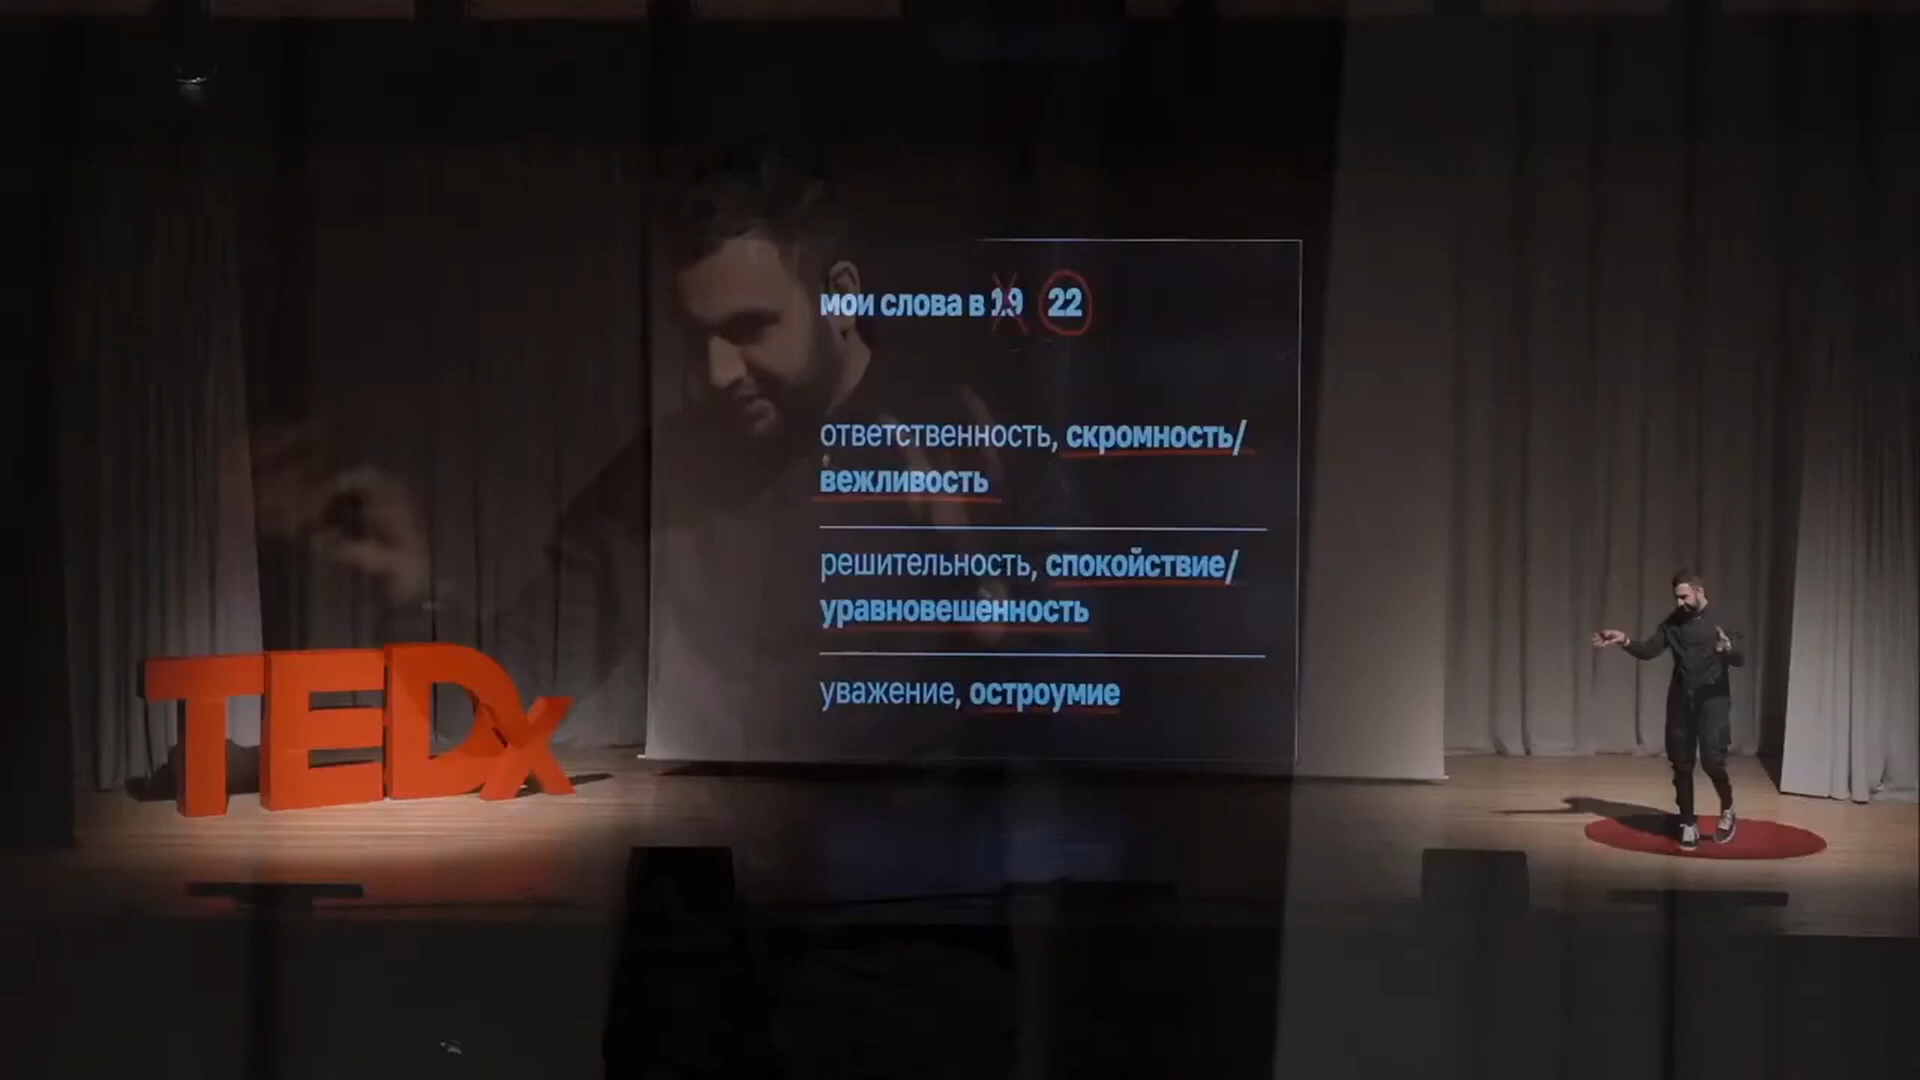 мои слова в 19 22
ответственность, скромность/
вежливость
решительность, спокойствие/
уравновешенность
уважение, остроумие
TEDx